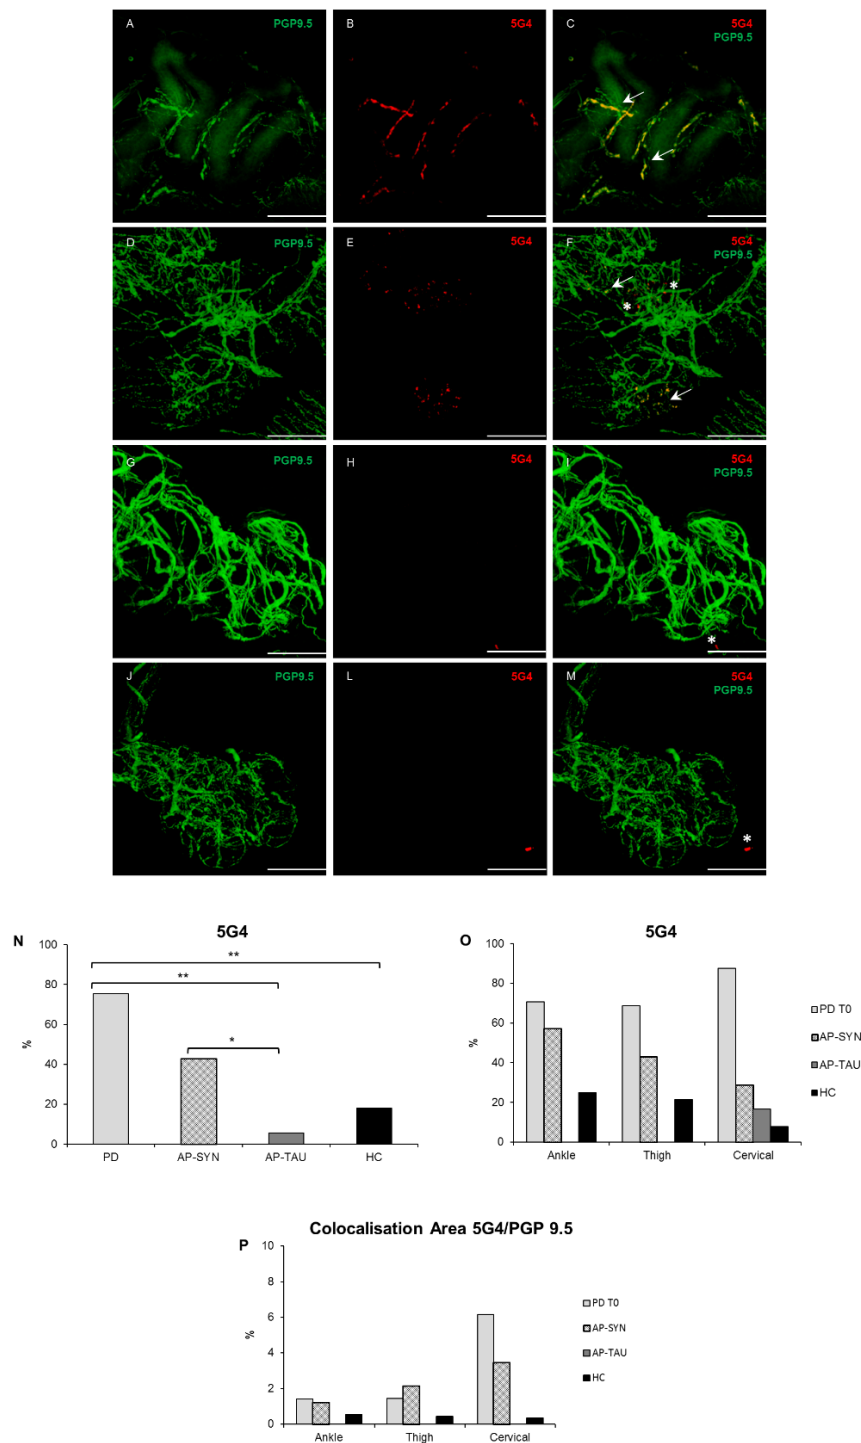 A PGP9.5 B 5G4 C 5G4
PGP9.5
D PGP9.5 E 5G4 F 5G4
PGP9.5
*
*
G PGP9.5 H 5G4 I 5G4
PGP9.5
*
J PGP9.5 L 5G4 M 5G4
PGP9.5
*
N 5G4
100
80
60
40
20
0
%
**
**
*
PD AP-SYN AP-TAU HC
O 5G4
100
80
60
40
20
0
%
Ankle Thigh Cervical
PD T0
AP-SYN
AP-TAU
HC
P Colocalisation Area 5G4/PGP 9.5
10
8
6
4
2
0
%
Ankle Thigh Cervical
PD T0
AP-SYN
AP-TAU
HC